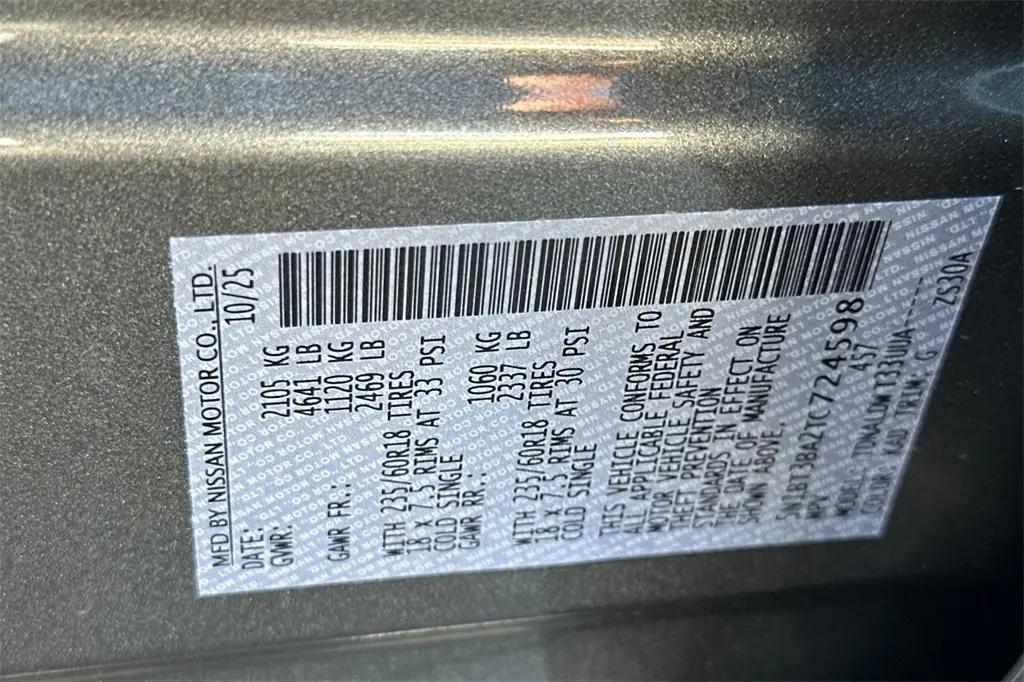 MFD BY NISSAN MOTOR CO., LTD.
DATE: 10/25
GVWR: 2105 KG
4641 LB
GAWR FR.: 1120 KG
2469 LB
WITH 235/60R18 TIRES
18 X 7.5 RIMS AT 33 PSI
COLD SINGLE
GAWR RR.: 1060 KG
2337 LB
WITH 235/60R18 TIRES
18 X 7.5 RIMS AT 30 PSI
COLD SINGLE
THIS VEHICLE CONFORMS TO
ALL APPLICABLE FEDERAL
MOTOR VEHICLE SAFETY AND
THEFT PREVENTION
STANDARDS IN EFFECT ON
THE DATE OF MANUFACTURE
SHOWN ABOVE.
5N1BT3BA2TC724598
MPV 457
MODEL
COLOR KAD TRIM G ZS30A